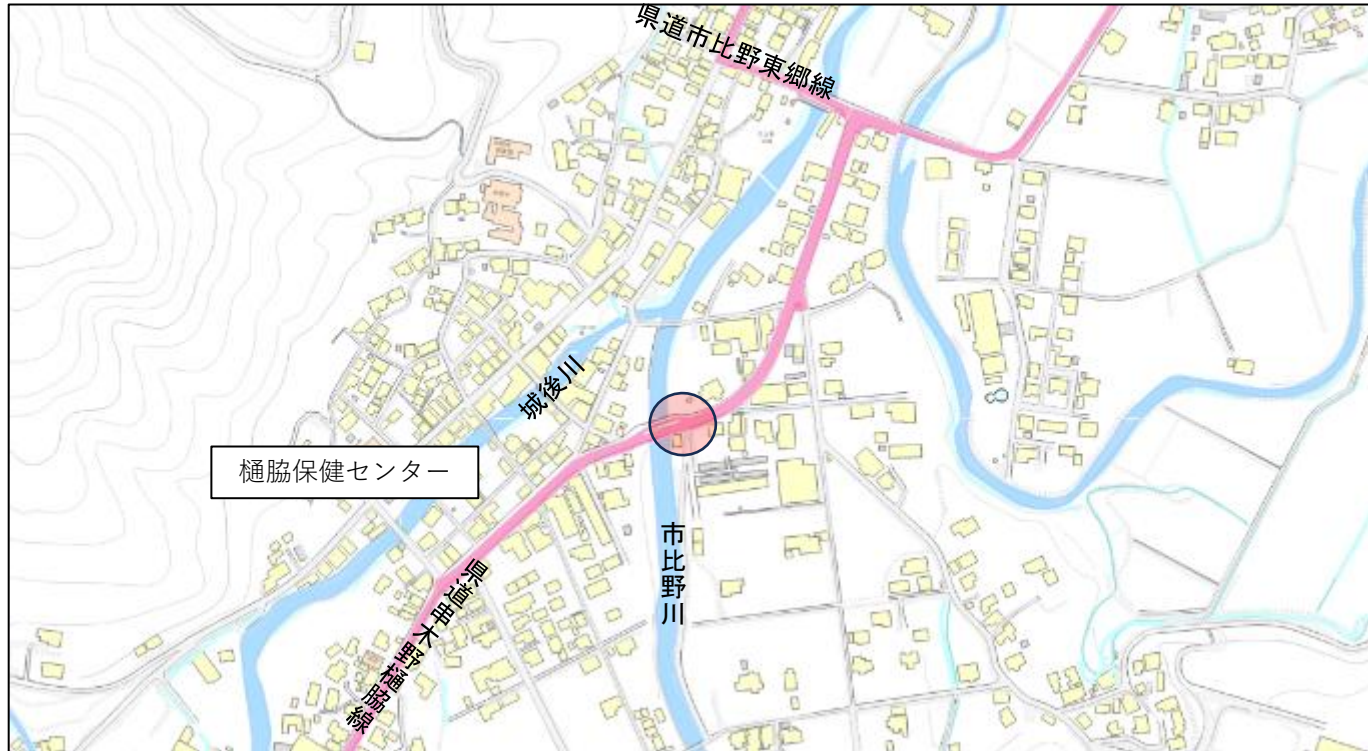 県道市比野東郷線
城後川
樋脇保健センター
市比野川
県道串木野樋脇線